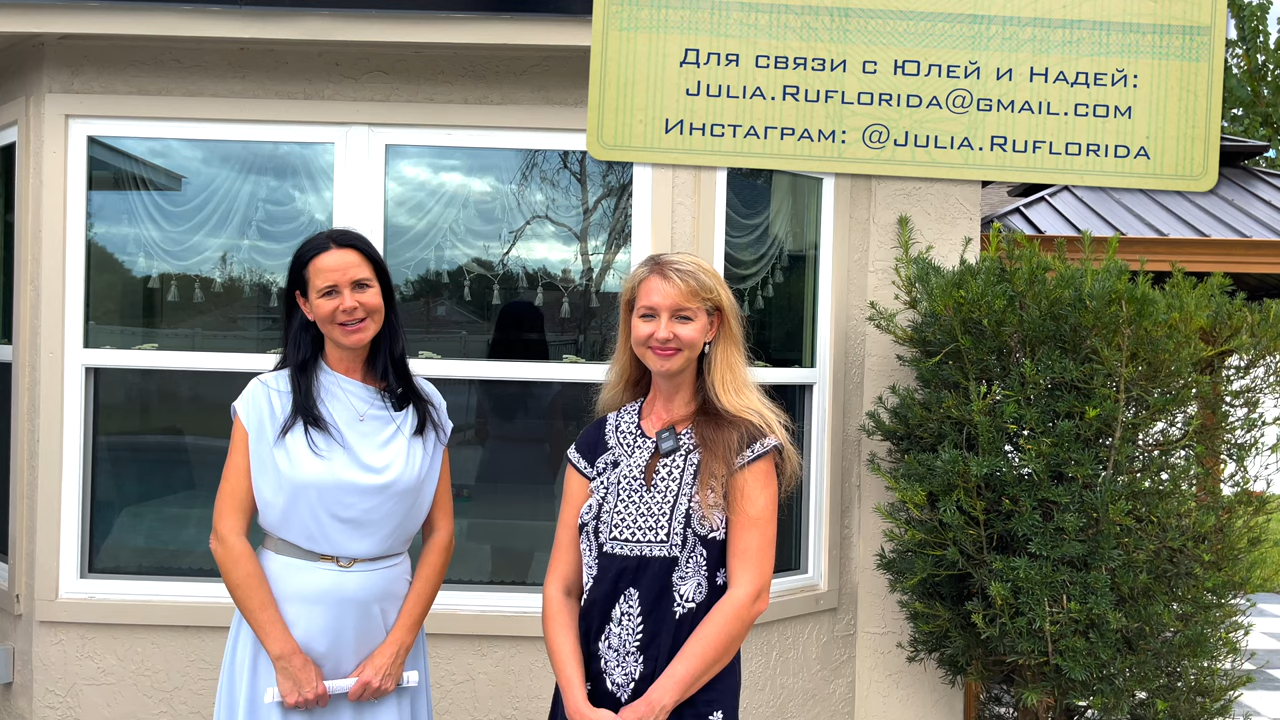 Для связи с Юлей и Надей:
Julia.Ruflorida@gmail.com
Инстаграм: @Julia.Ruflorida